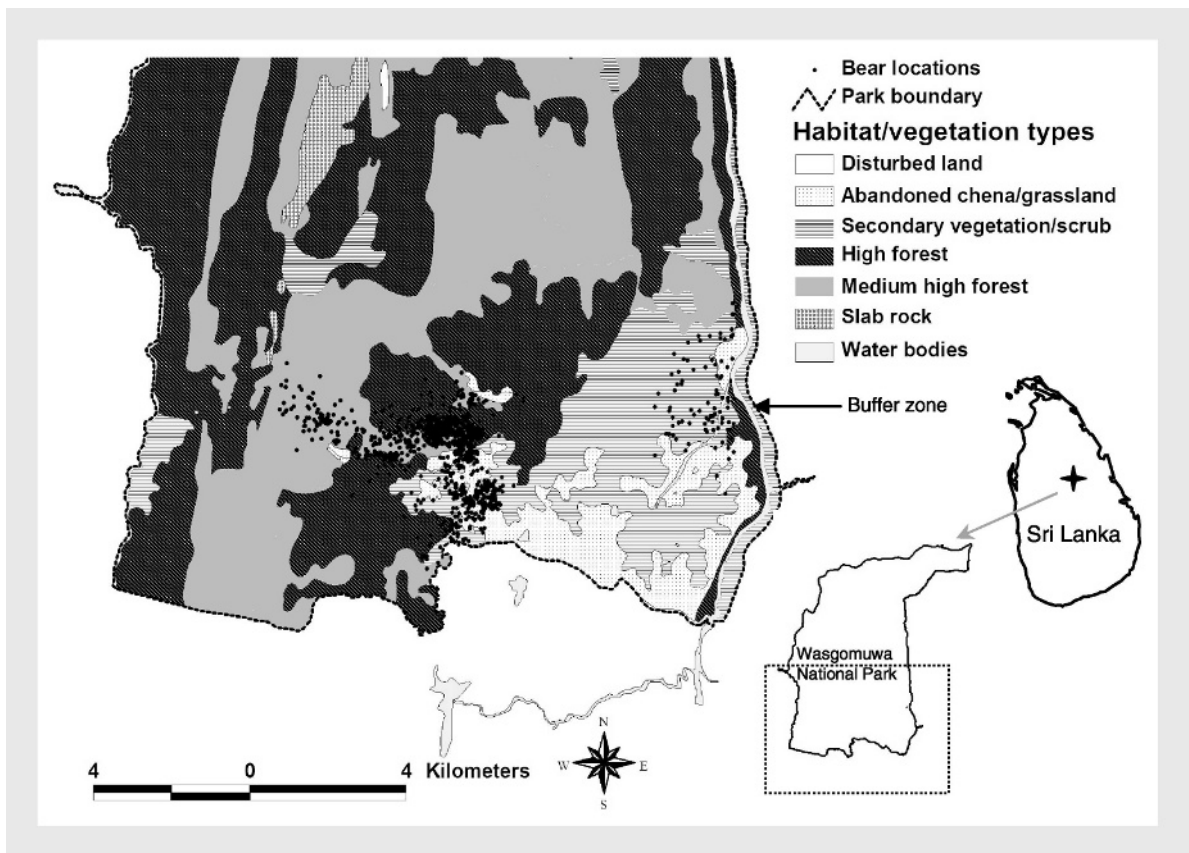 Bear locations
Park boundary
Habitat/vegetation types
Disturbed land
Abandoned chena/grassland
Secondary vegetation/scrub
High forest
Medium high forest
Slab rock
Water bodies
Buffer zone
Sri Lanka
Wasgomuwa
National Park
4 0 4 Kilometers
N
W E
S